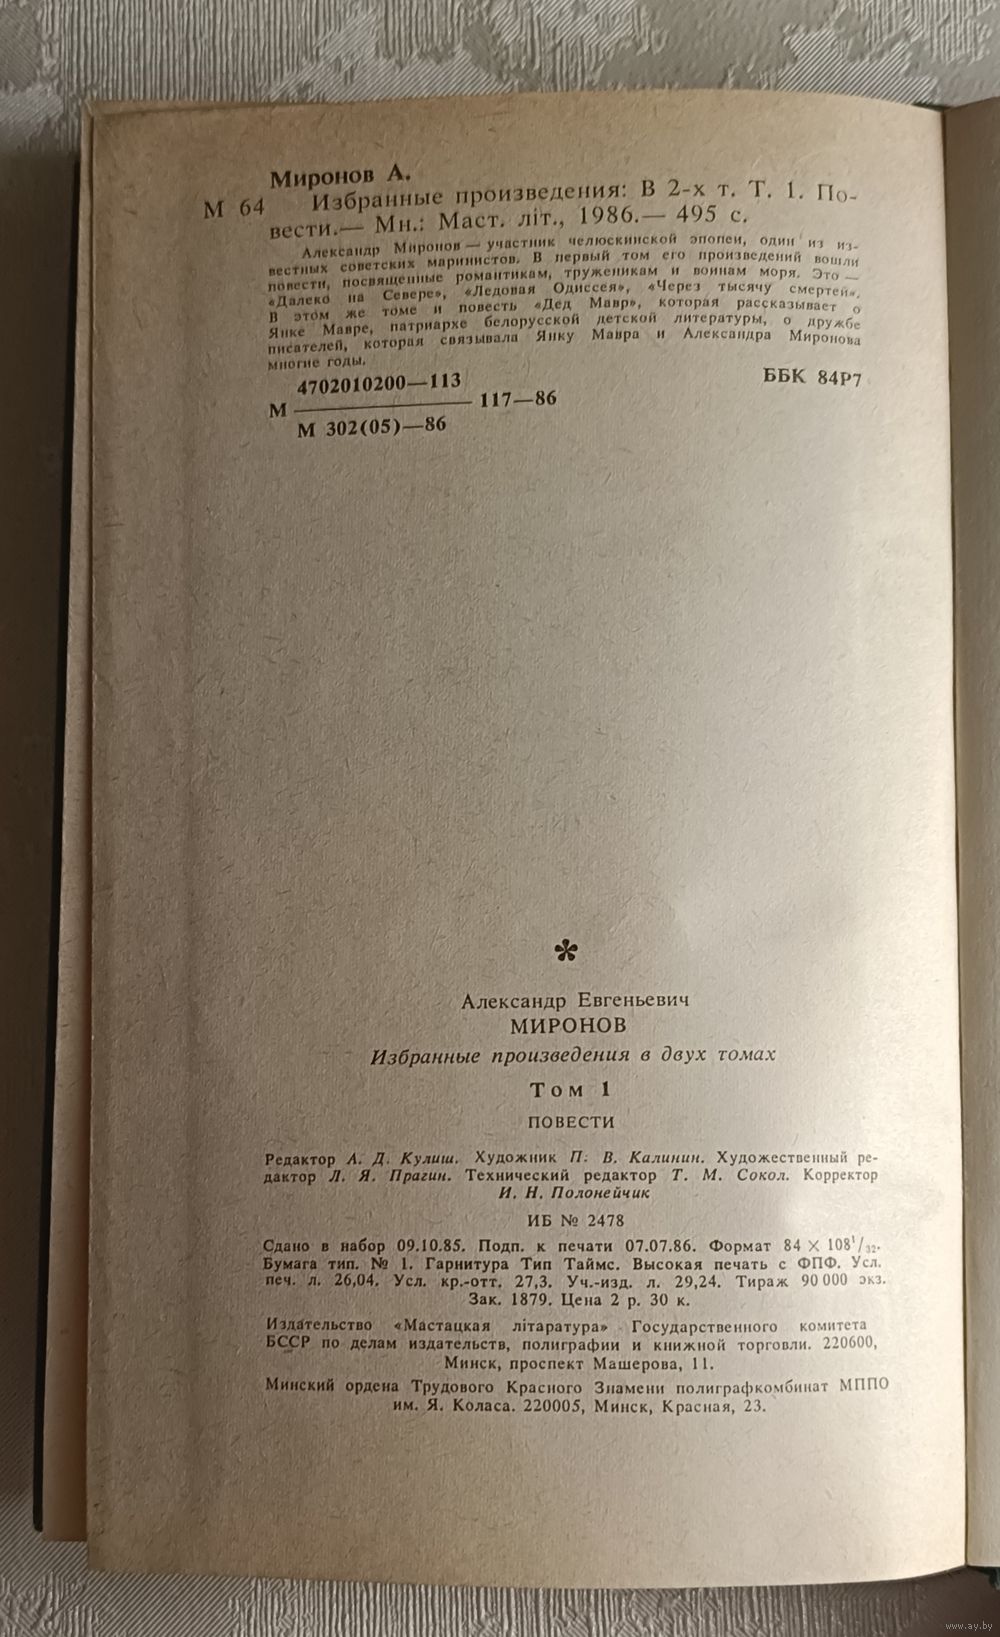 Миронов А.
М 64 Избранные произведения: В 2-х т. Т. 1. По-
вести.— Мн.: Маст. літ., 1986.— 495 с.
Александр Миронов — участник челюскинской эпопеи, один из из-
вестных советских маринистов. В первый том его произведений вошли
повести, посвященные романтикам, труженикам и воинам моря. Это —
«Далеко на Севере», «Ледовая Одиссея», «Через тысячу смертей».
В этом же томе и повесть «Дед Мавр», которая рассказывает о
Янке Мавре, патриархе белорусской детской литературы, о дружбе
писателей, которая связывала Янку Мавра и Александра Миронова
многие годы.
4702010200—113
М 117—86
М 302(05)—86
ББК 84Р7
*
Александр Евгеньевич
МИРОНОВ
Избранные произведения в двух томах
Том 1
ПОВЕСТИ
Редактор А. Д. Кулиш. Художник П. В. Калинин. Художественный ре-
дактор Л. Я. Прагин. Технический редактор Т. М. Сокол. Корректор
И. Н. Полонейчик
ИБ № 2478
Сдано в набор 09.10.85. Подп. к печати 07.07.86. Формат 84 × 108¹/₃₂.
Бумага тип. № 1. Гарнитура Тип Таймс. Высокая печать с ФПФ. Усл.
печ. л. 26,04. Усл. кр.-отт. 27,3. Уч.-изд. л. 29,24. Тираж 90 000 экз.
Зак. 1879. Цена 2 р. 30 к.
Издательство «Мастацкая літаратура» Государственного комитета
БССР по делам издательств, полиграфии и книжной торговли. 220600,
Минск, проспект Машерова, 11.
Минский ордена Трудового Красного Знамени полиграфкомбинат МППО
им. Я. Коласа. 220005, Минск, Красная, 23.
www.ay.by